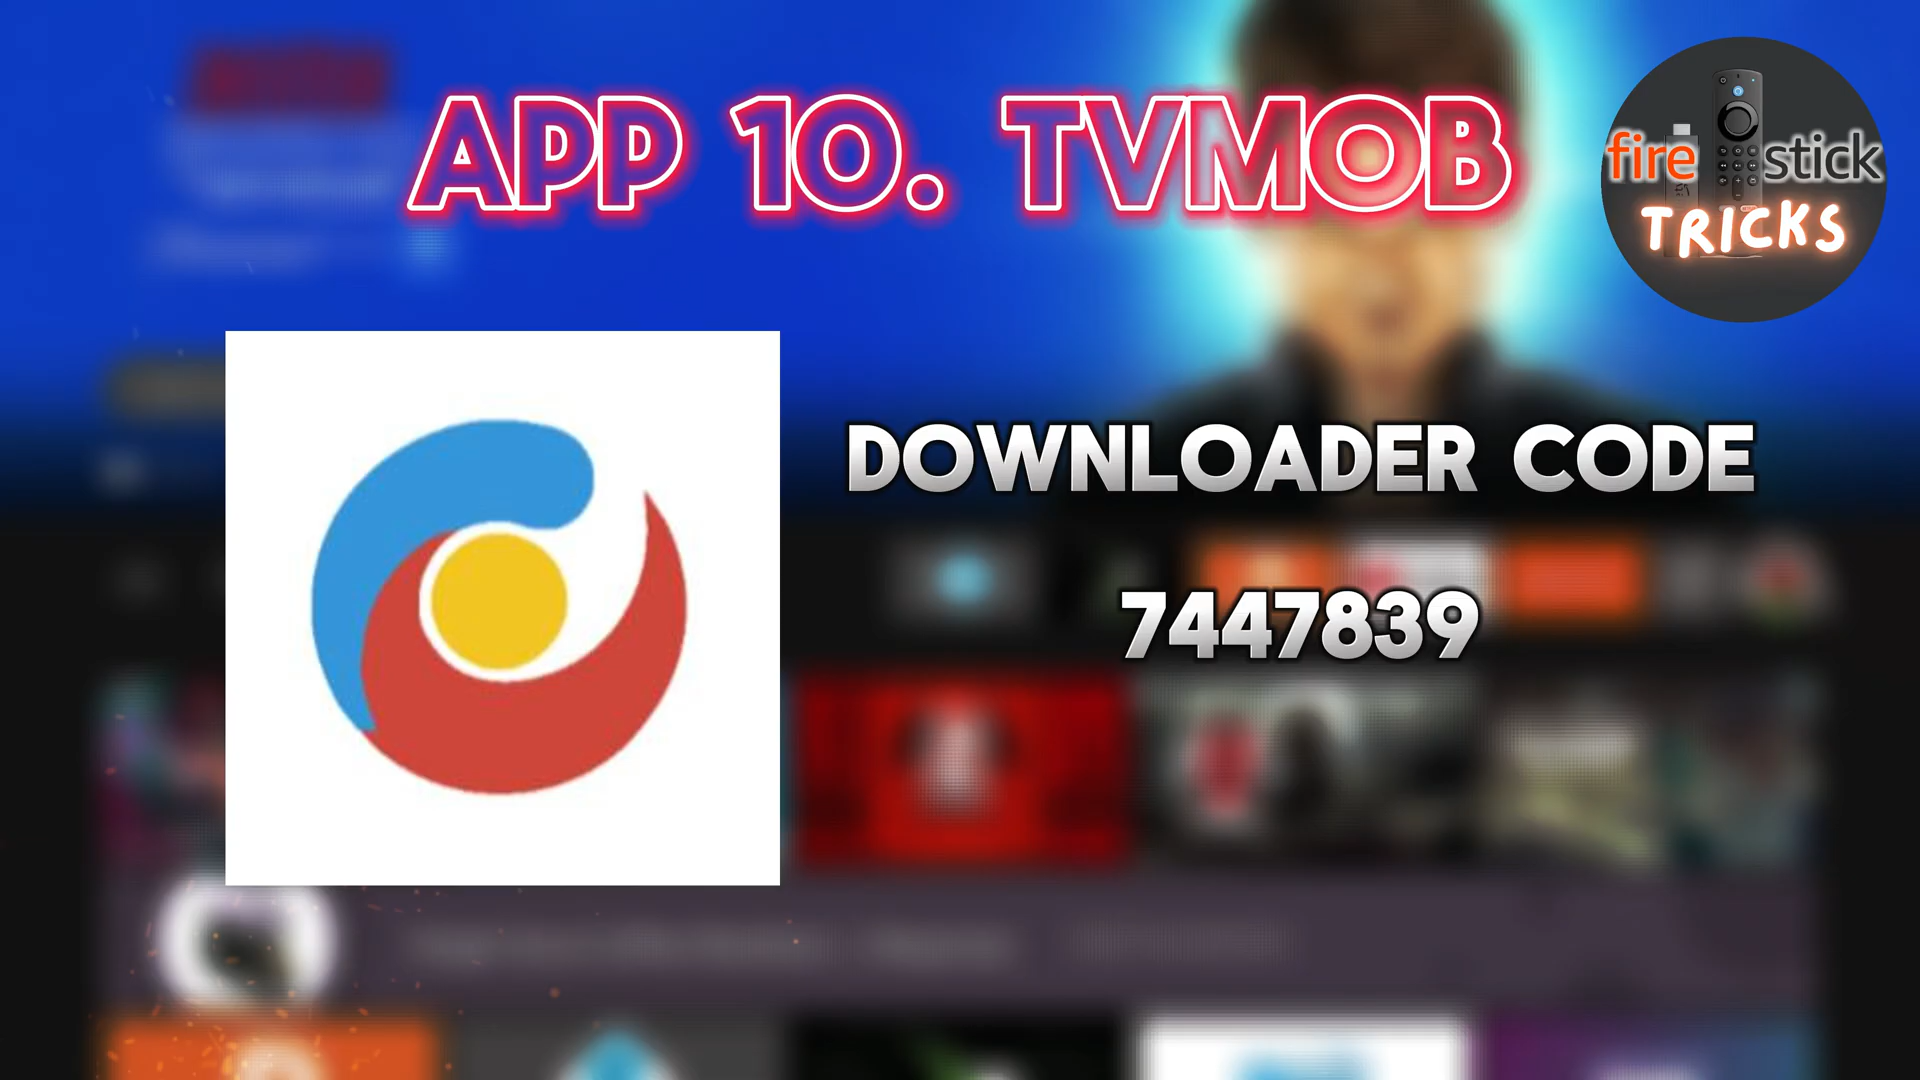 APP 10. TVMOB
fire stick
TRICKS
DOWNLOADER CODE
7447839